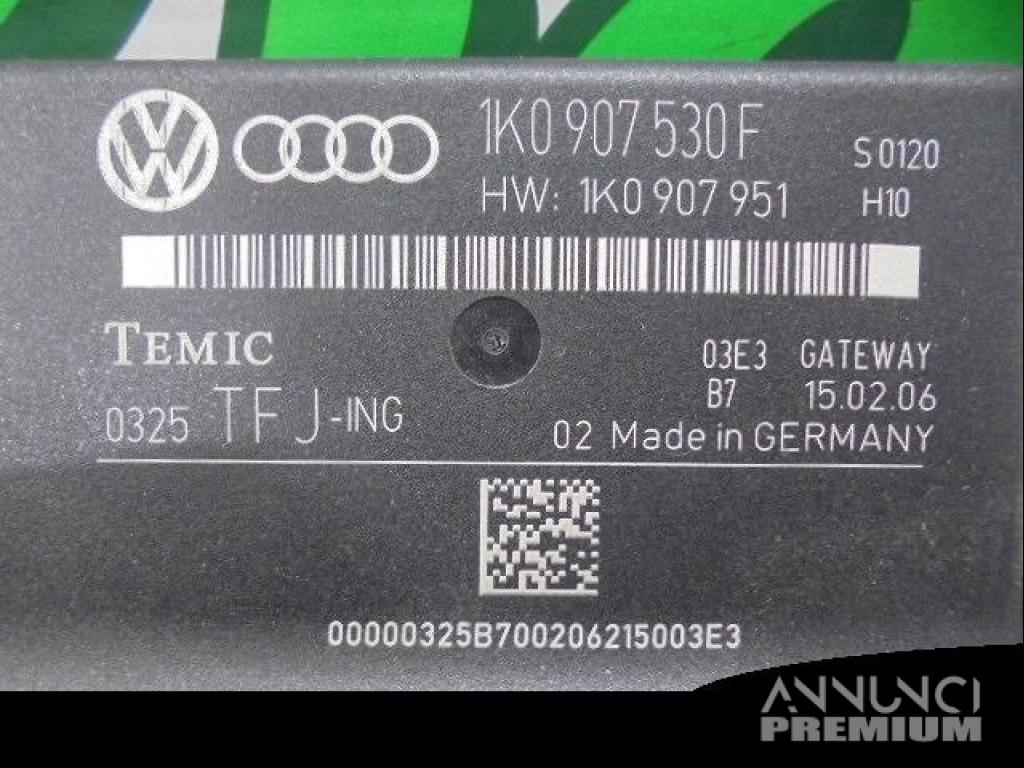 1K0 907 530 F
S 0120
HW: 1K0 907 951
H10
TEMIC
03E3 GATEWAY
B7 15.02.06
0325 TFJ-ING
02 Made in GERMANY
00000325B700206215003E3
ANNUNCI
PREMIUM